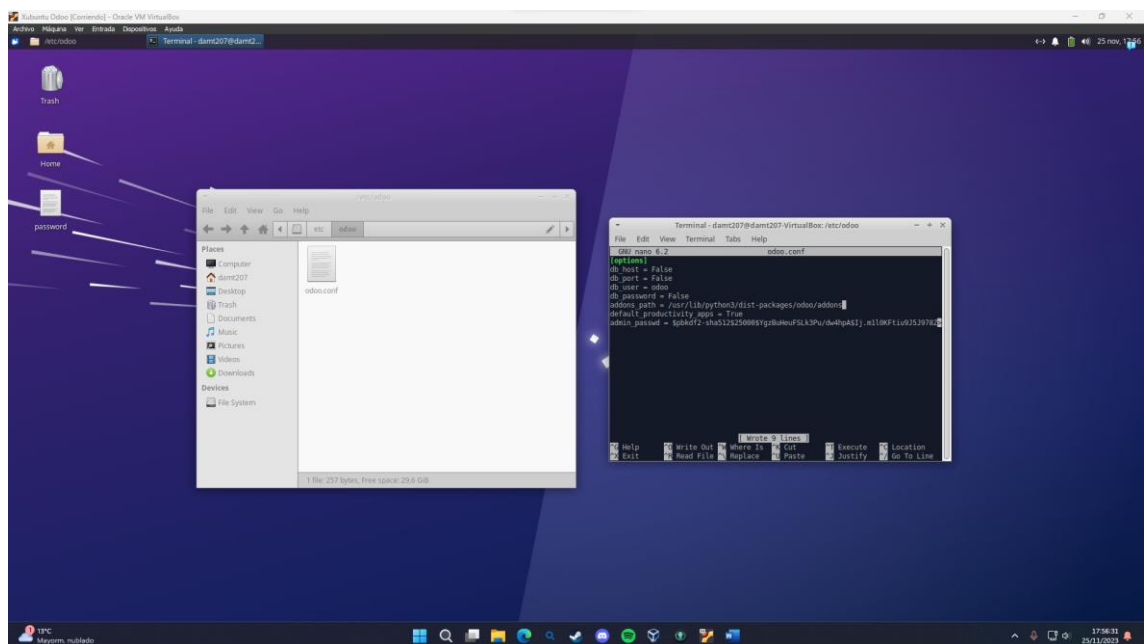 Xubuntu Odoo [Corriendo] - Oracle VM VirtualBox
Archivo Máquina Ver Entrada Dispositivos Ayuda
/etc/odoo
Terminal - damt207@damt2...
25 nov, 17:56
Trash
Home
password
/etc/odoo
File Edit View Go Help
etc odoo
Places
Computer
damt207
Desktop
Trash
Documents
Music
Pictures
Videos
Downloads
Devices
File System
odoo.conf
1 file: 257 bytes, Free space: 29,6 GiB
Terminal - damt207@damt207-VirtualBox: /etc/odoo
File Edit View Terminal Tabs Help
GNU nano 6.2 odoo.conf
[options]
db_host = False
db_port = False
db_user = odoo
db_password = False
addons_path = /usr/lib/python3/dist-packages/odoo/addons
default_productivity_apps = True
admin_passwd =
[ Wrote 9 lines ]
^G Help ^O Write Out ^W Where Is ^K Cut ^T Execute ^C Location
^X Exit ^R Read File ^\ Replace ^U Paste ^J Justify ^/ Go To Line
1
13°C
Mayorm. nublado
17:56:31
25/11/2023